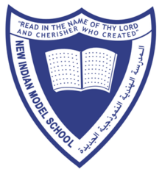 "READ IN THE NAME OF THY LORD
AND CHERISHER WHO CREATED"
NEW INDIAN MODEL SCHOOL
المدرسة الهندية النموذجية الجديدة